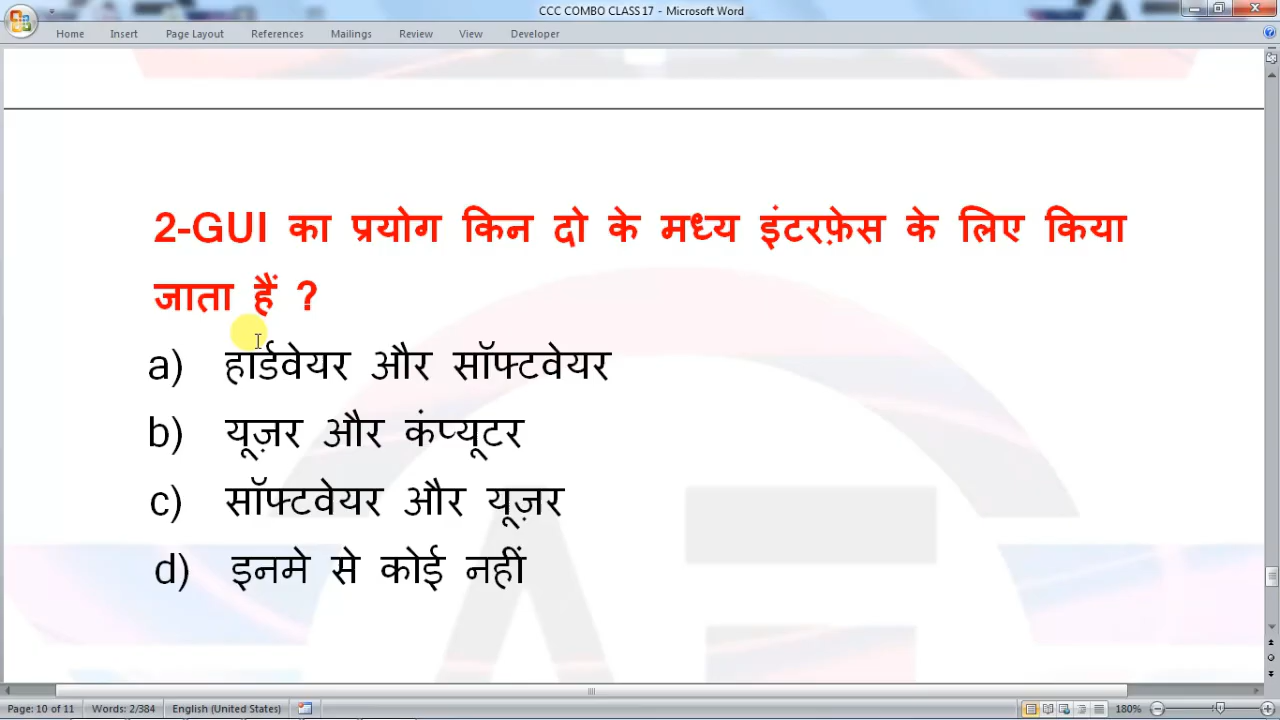 CCC COMBO CLASS 17 - Microsoft Word
Home Insert Page Layout References Mailings Review View Developer
2-GUI का प्रयोग किन दो के मध्य इंटरफ़ेस के लिए किया
जाता हैं ?
a) हार्डवेयर और सॉफ्टवेयर
b) यूज़र और कंप्यूटर
c) सॉफ्टवेयर और यूज़र
d) इनमे से कोई नहीं
Page: 10 of 11 Words: 2/384 English (United States) 180%